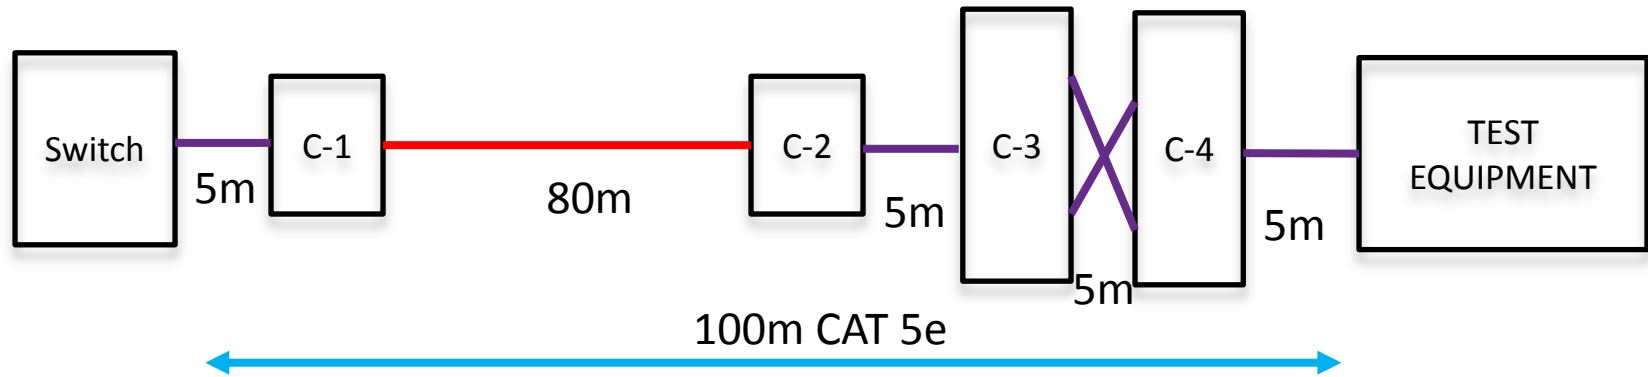 Switch
C-1
C-2
C-3
C-4
TEST
EQUIPMENT
5m
80m
5m
5m
5m
100m CAT 5e